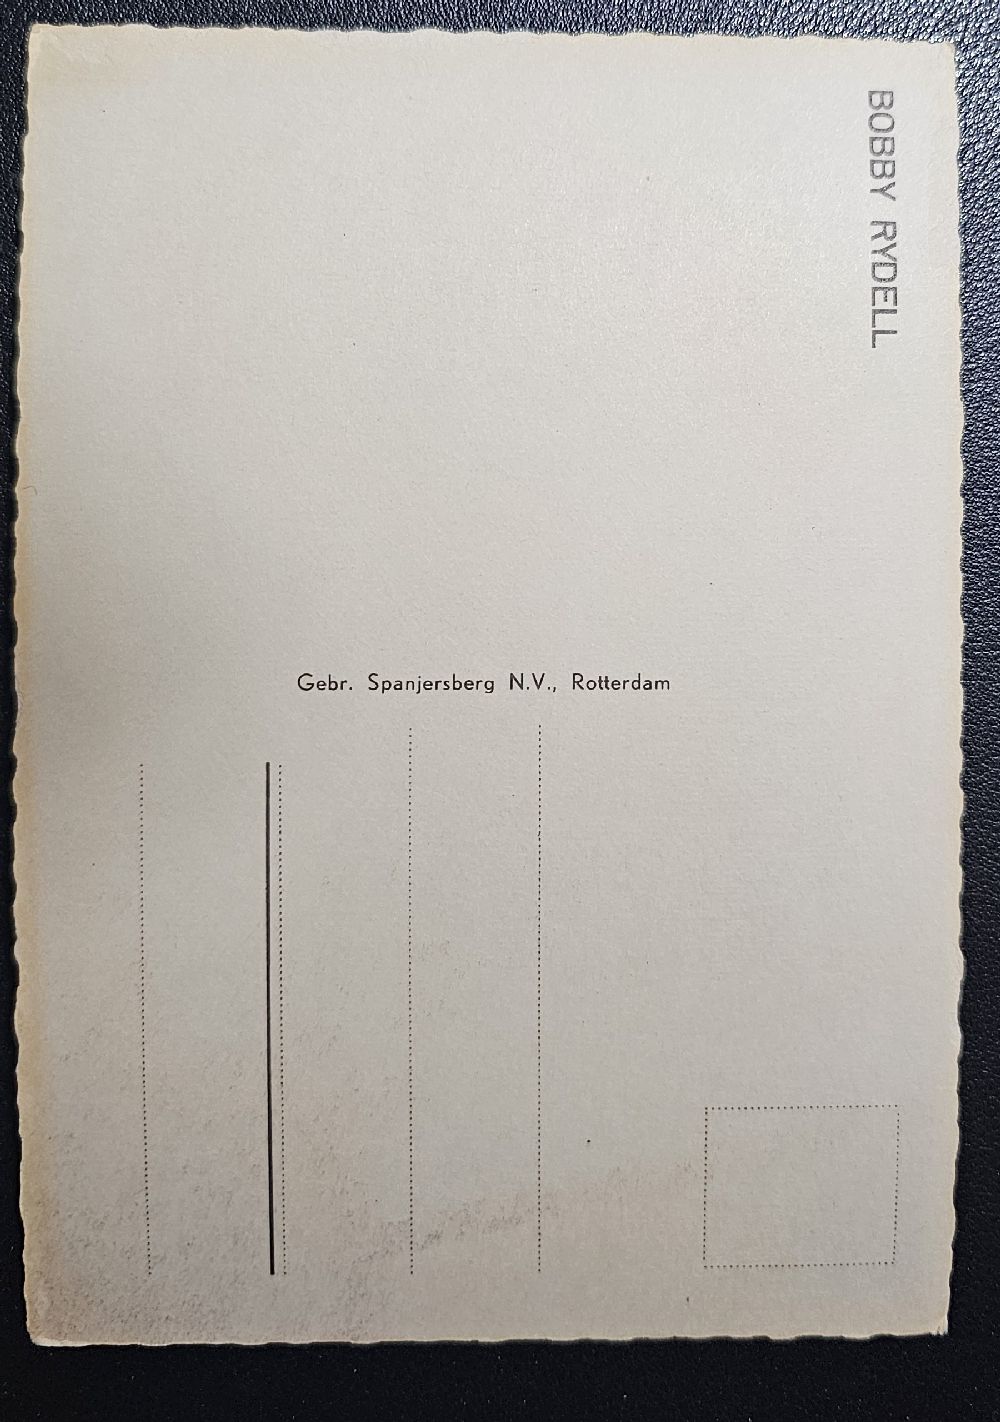 BOBBY RYDELL
Gebr. Spanjersberg N.V., Rotterdam